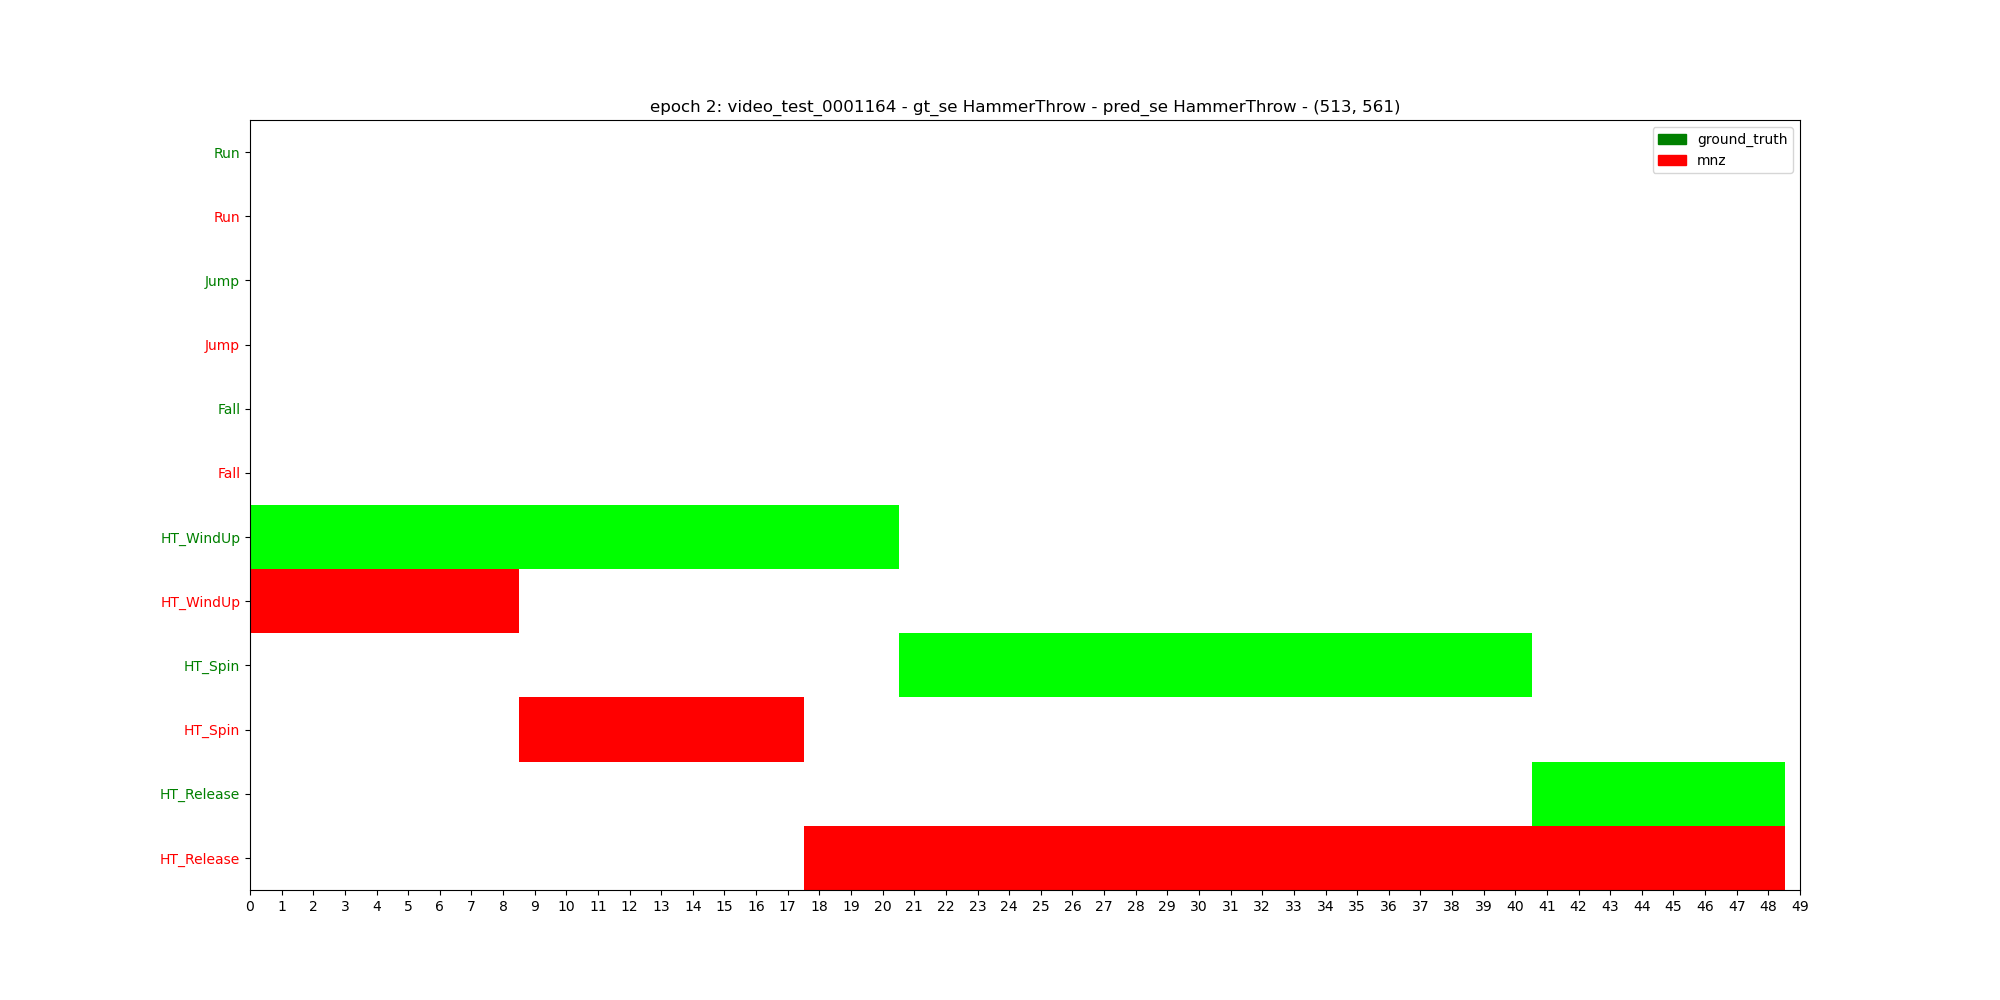 epoch 2: video_test_0001164 - gt_se HammerThrow - pred_se HammerThrow - (513, 561)
ground_truth
mnz
Run
Run
Jump
Jump
Fall
Fall
HT_WindUp
HT_WindUp
HT_Spin
HT_Spin
HT_Release
HT_Release
0 1 2 3 4 5 6 7 8 9 10 11 12 13 14 15 16 17 18 19 20 21 22 23 24 25 26 27 28 29 30 31 32 33 34 35 36 37 38 39 40 41 42 43 44 45 46 47 48 49